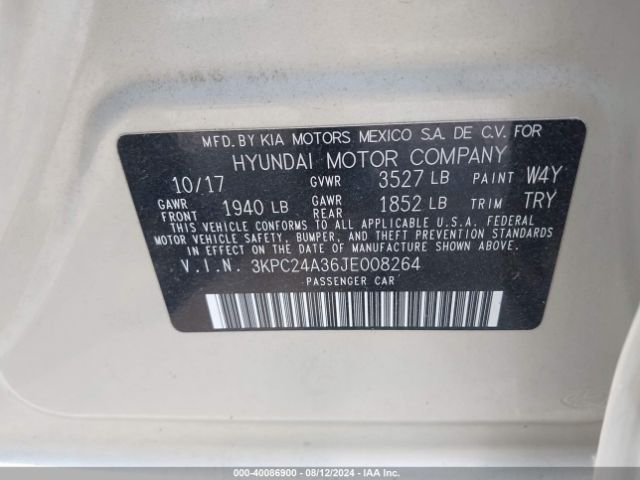 MFD. BY KIA MOTORS MEXICO S.A. DE C.V. FOR
HYUNDAI MOTOR COMPANY
10/17 GVWR 3527 LB PAINT W4Y
GAWR FRONT 1940 LB GAWR REAR 1852 LB TRIM TRY
THIS VEHICLE CONFORMS TO ALL APPLICABLE U.S.A. FEDERAL
MOTOR VEHICLE SAFETY, BUMPER, AND THEFT PREVENTION STANDARDS
IN EFFECT ON THE DATE OF MANUFACTURE SHOWN ABOVE.
V.I.N. 3KPC24A36JE008264
PASSENGER CAR
000-40086900 - 08/12/2024 - IAA Inc.